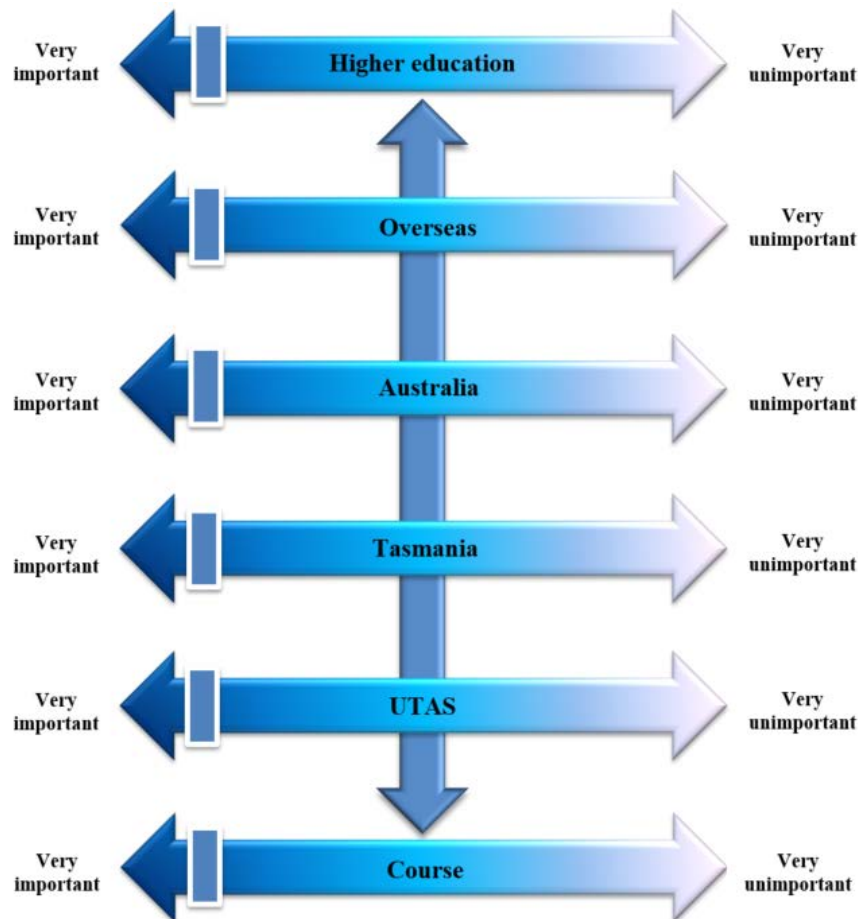 Very important Higher education Very unimportant
Very important Overseas Very unimportant
Very important Australia Very unimportant
Very important Tasmania Very unimportant
Very important UTAS Very unimportant
Very important Course Very unimportant